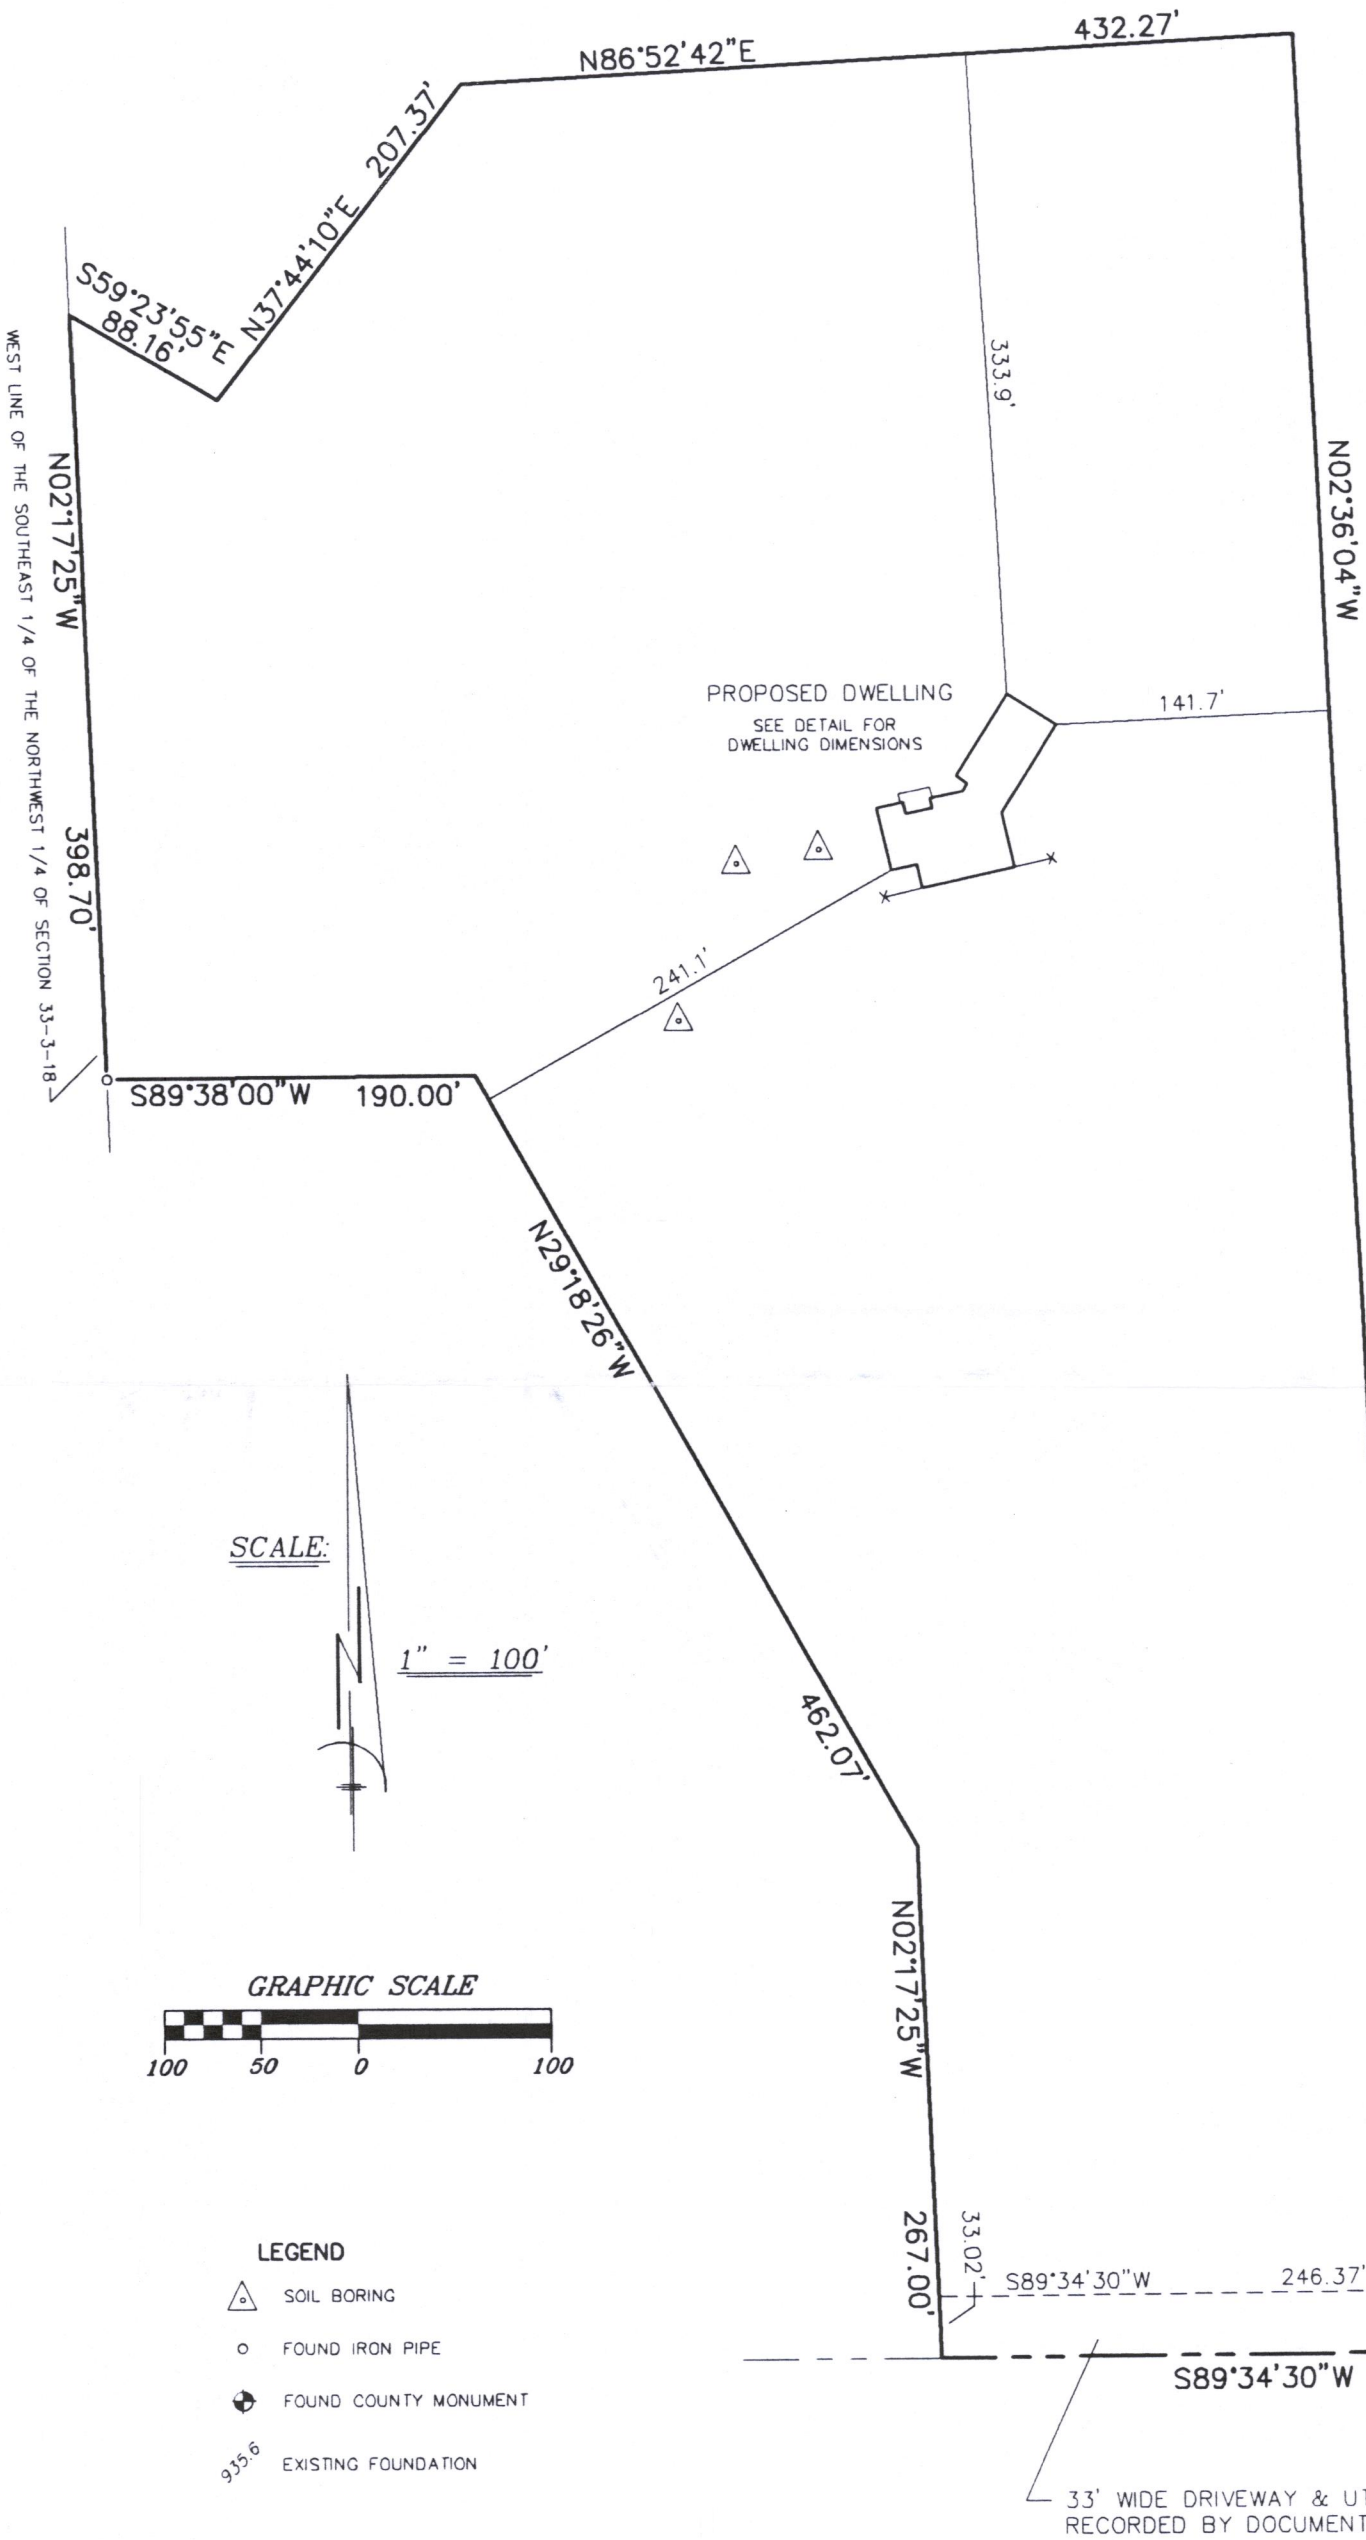 432.27'
N86°52'42"E
207.37'
N37°44'10"E
S59°23'55"E
88.16'
WEST LINE OF THE SOUTHEAST 1/4 OF THE NORTHWEST 1/4 OF SECTION 33-3-18
N02°17'25"W
398.70'
333.9'
N02°36'04"W
PROPOSED DWELLING
SEE DETAIL FOR
DWELLING DIMENSIONS
141.7'
241.1'
S89°38'00"W 190.00'
N29°18'26"W
462.07'
SCALE:
N
1" = 100'
N02°17'25"W
267.00'
33.02'
S89°34'30"W 246.37'
S89°34'30"W
GRAPHIC SCALE
100 50 0 100
LEGEND
SOIL BORING
FOUND IRON PIPE
FOUND COUNTY MONUMENT
935.6 EXISTING FOUNDATION
33' WIDE DRIVEWAY & UT
RECORDED BY DOCUMENT